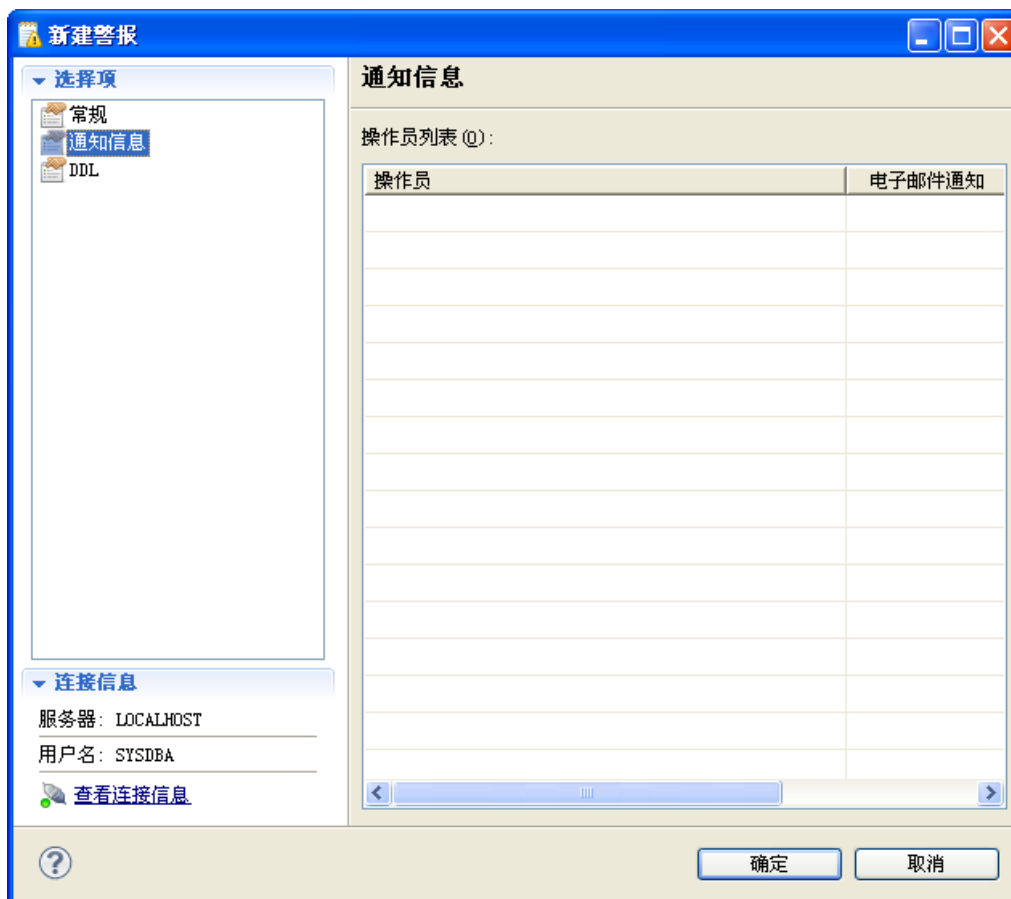 新建警报
选择项
常规
通知信息
DDL
连接信息
服务器: LOCALHOST
用户名: SYSDBA
查看连接信息
通知信息
操作员列表(O):
操作员 电子邮件通知
确定 取消